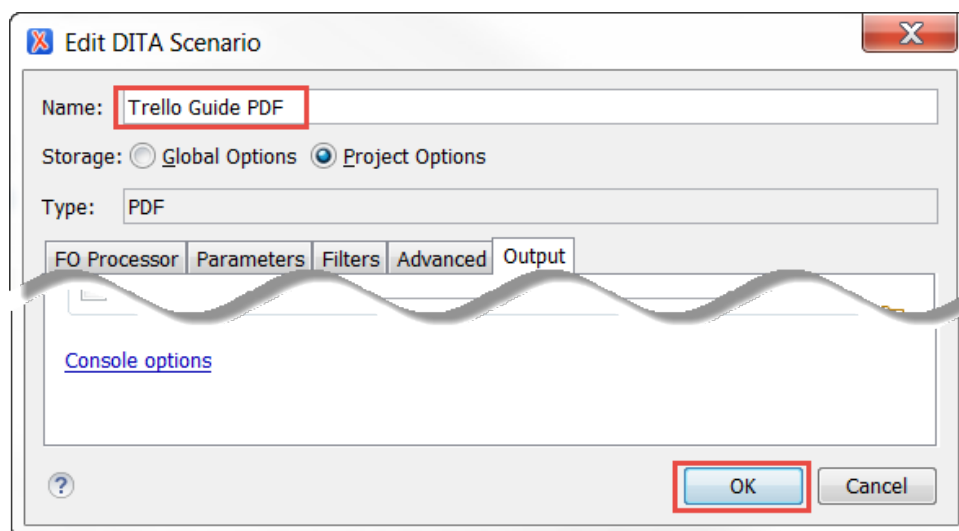 Edit DITA Scenario
Name: Trello Guide PDF
Storage: Global Options Project Options
Type: PDF
FO Processor Parameters Filters Advanced Output
Console options
? OK Cancel